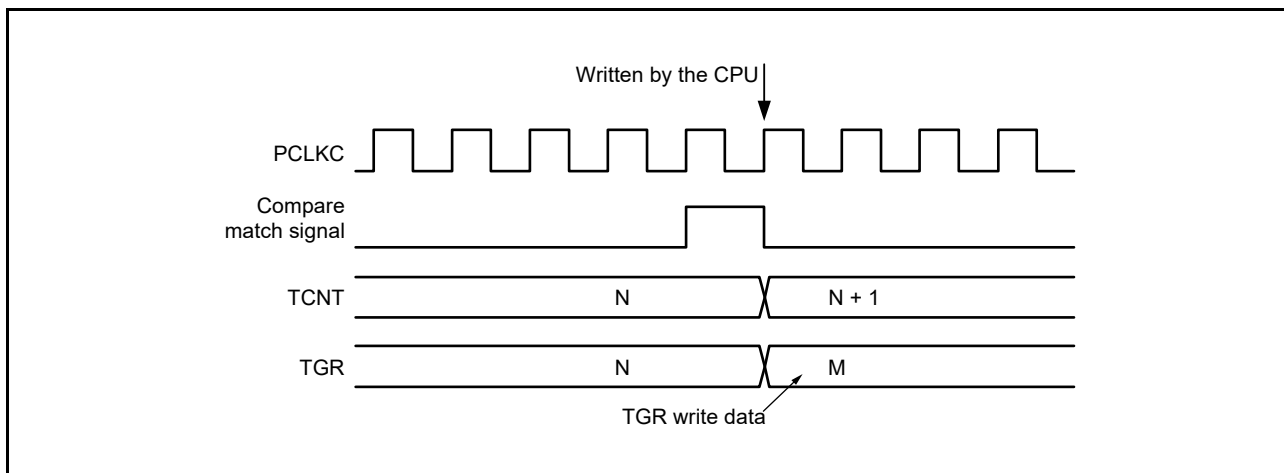 Written by the CPU
PCLKC
Compare
match signal
TCNT
N
N + 1
TGR
N
M
TGR write data